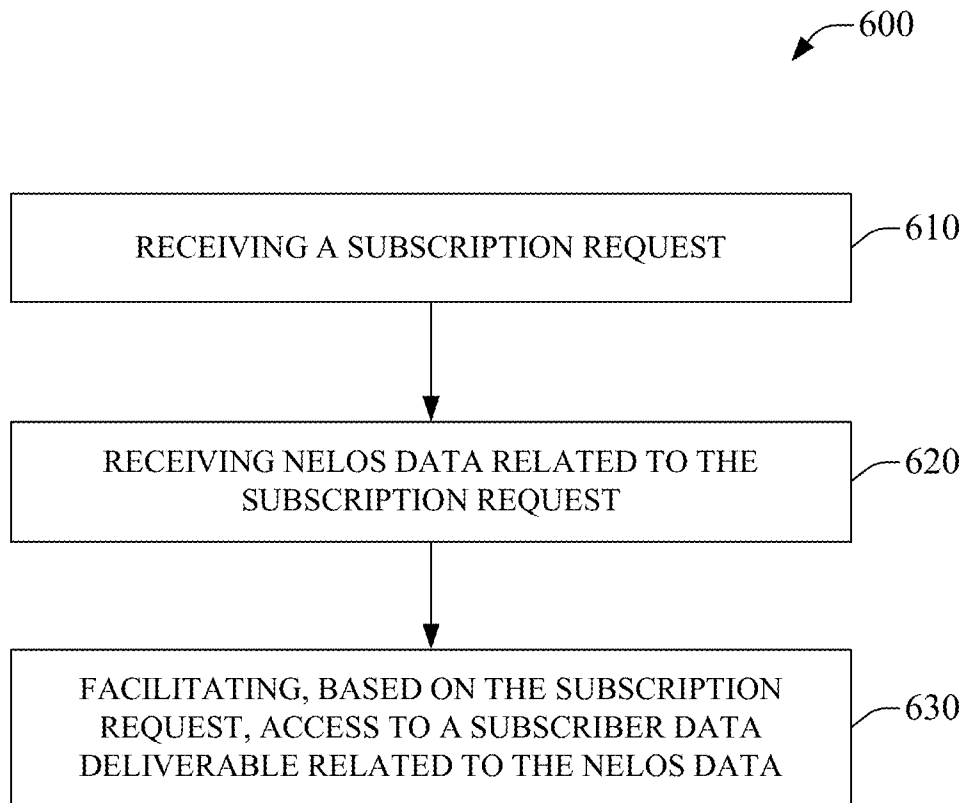 600
RECEIVING A SUBSCRIPTION REQUEST
610
RECEIVING NELOS DATA RELATED TO THE
SUBSCRIPTION REQUEST
620
FACILITATING, BASED ON THE SUBSCRIPTION
REQUEST, ACCESS TO A SUBSCRIBER DATA
DELIVERABLE RELATED TO THE NELOS DATA
630